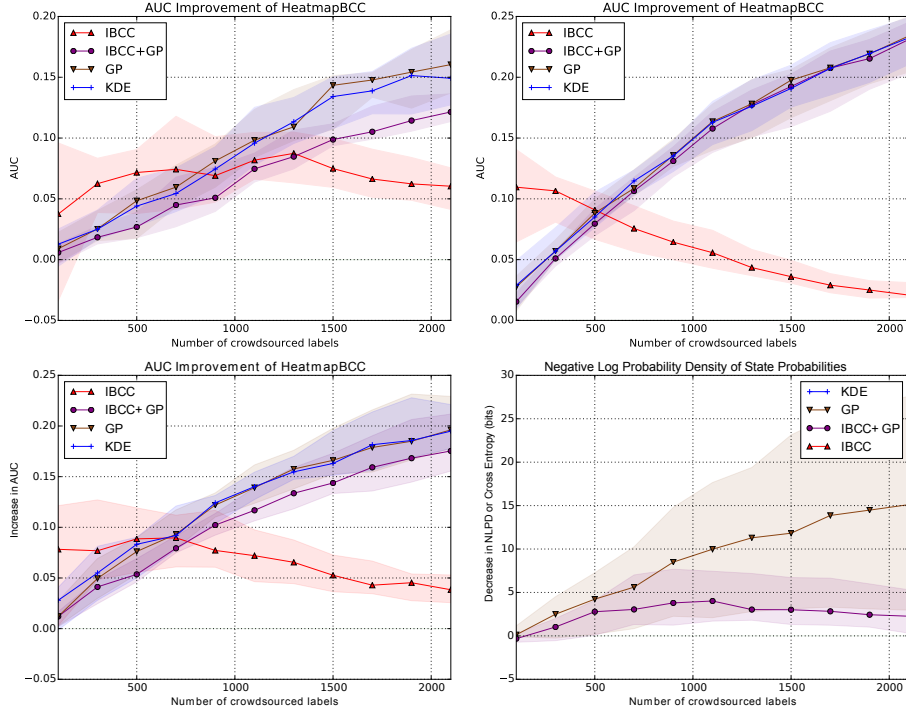 AUC Improvement of HeatmapBCC
0.20
0.15
0.10
0.05
0.00
−0.05
AUC
IBCC
IBCC+GP
GP
KDE
500
1000
1500
2000
Number of crowdsourced labels
AUC Improvement of HeatmapBCC
0.25
0.20
0.15
0.10
0.05
0.00
AUC
IBCC
IBCC+GP
GP
KDE
500
1000
1500
2000
Number of crowdsourced labels
AUC Improvement of HeatmapBCC
0.25
0.20
0.15
0.10
0.05
0.00
−0.05
Increase in AUC
IBCC
IBCC+ GP
GP
KDE
500
1000
1500
2000
Number of crowdsourced labels
Negative Log Probability Density of State Probabilities
30
25
20
15
10
5
0
−5
Decrease in NLPD or Cross Entropy (bits)
KDE
GP
IBCC+ GP
IBCC
500
1000
1500
2000
Number of crowdsourced labels